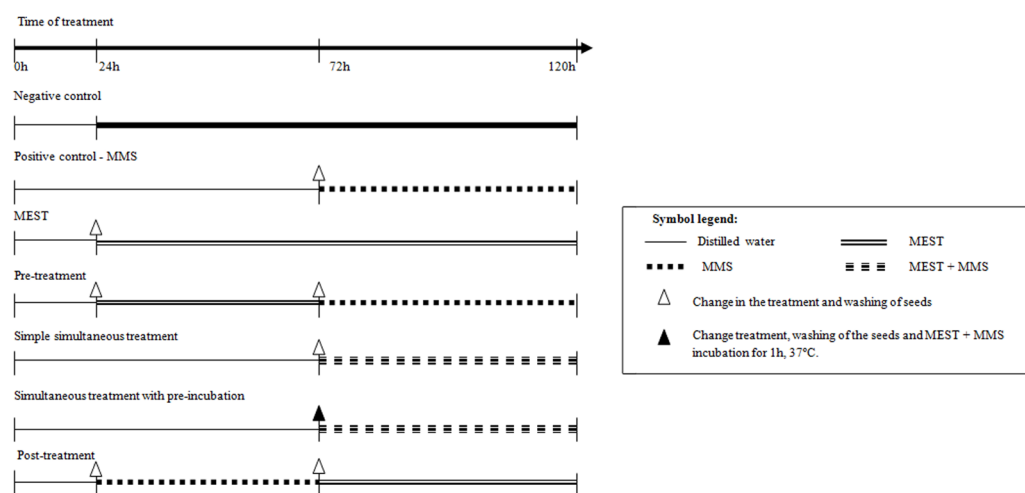 Time of treatment
0h 24h 72h 120h
Negative control
Positive control - MMS
MEST
Pre-treatment
Simple simultaneous treatment
Simultaneous treatment with pre-incubation
Post-treatment
Symbol legend:
Distilled water MEST
MMS MEST + MMS
Change in the treatment and washing of seeds
Change treatment, washing of the seeds and MEST + MMS
incubation for 1h, 37°C.